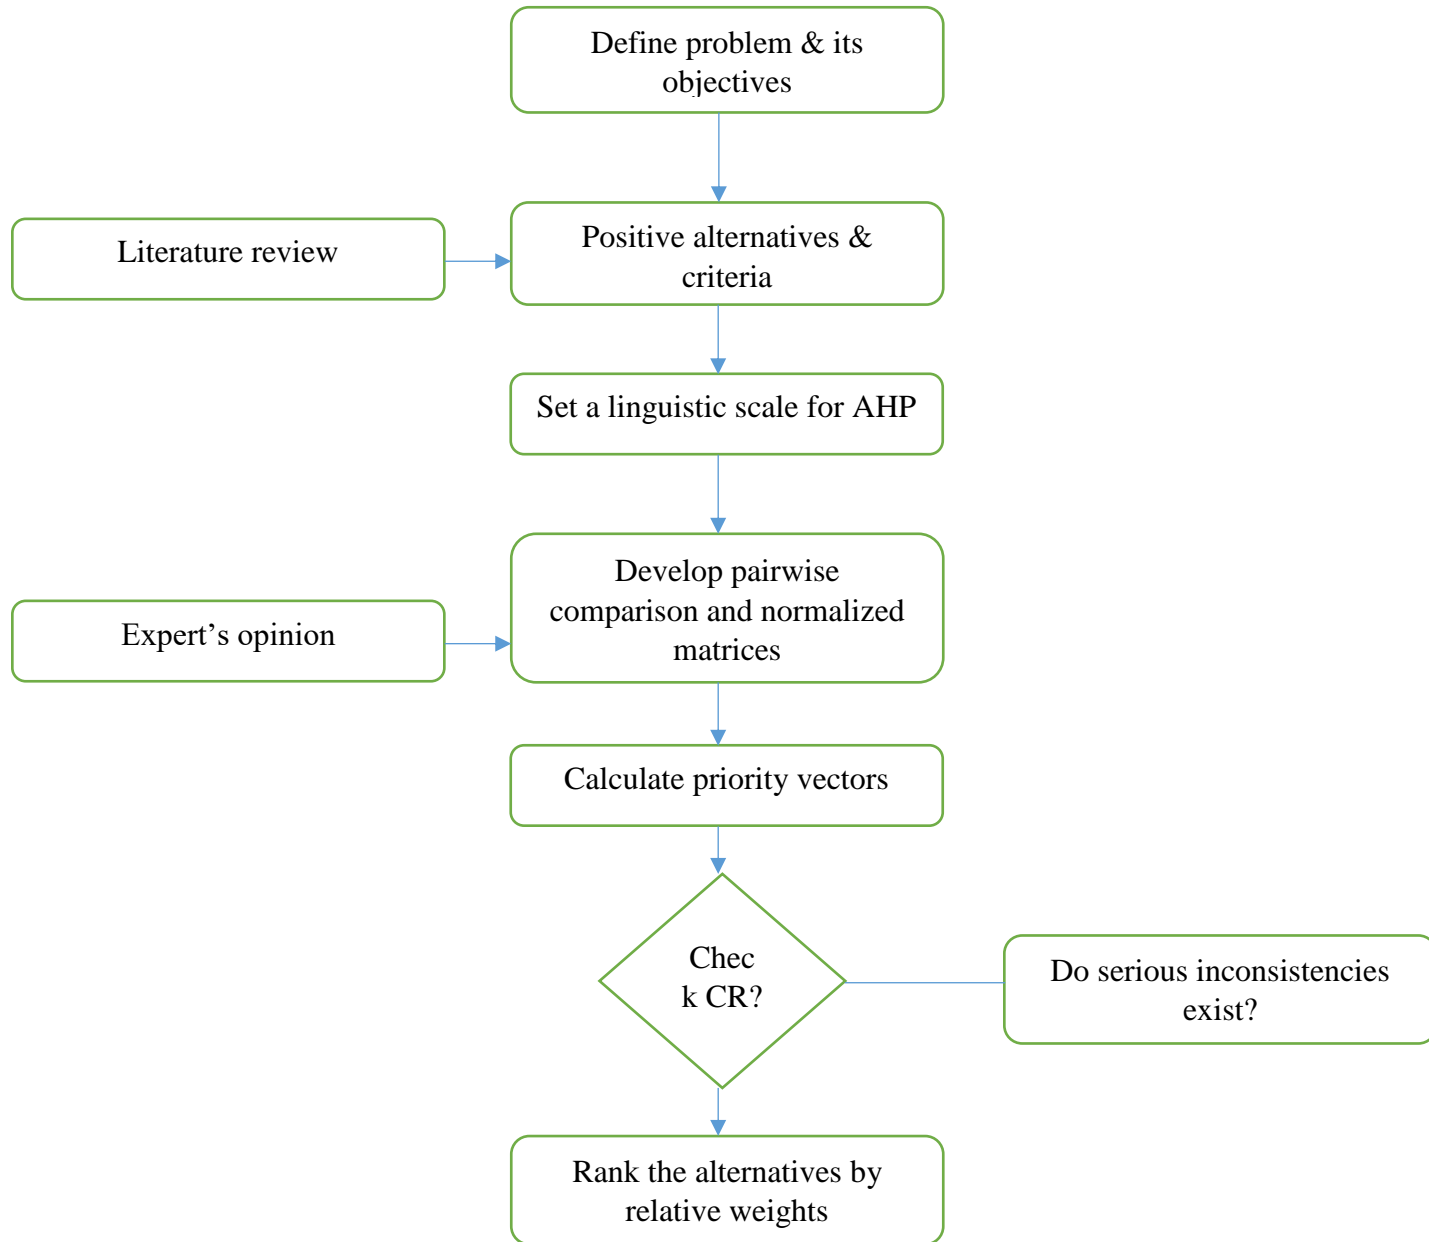 Define problem & its
objectives
Literature review
Positive alternatives &
criteria
Set a linguistic scale for AHP
Develop pairwise
comparison and normalized
matrices
Expert’s opinion
Calculate priority vectors
Chec
k CR?
Do serious inconsistencies
exist?
Rank the alternatives by
relative weights